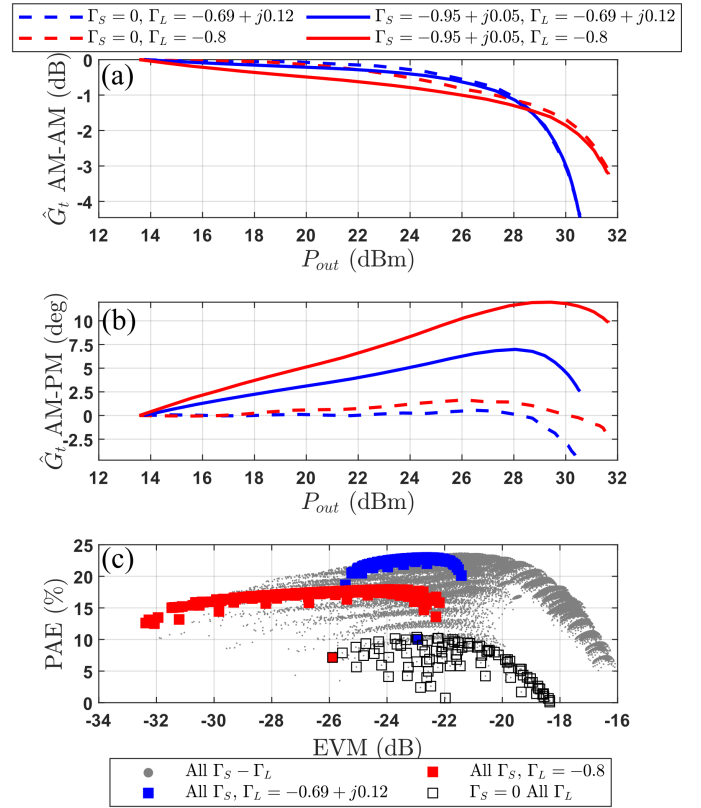 Γ_S = 0, Γ_L = −0.69 + j0.12 Γ_S = −0.95 + j0.05, Γ_L = −0.69 + j0.12
Γ_S = 0, Γ_L = −0.8 Γ_S = −0.95 + j0.05, Γ_L = −0.8
(a)
Ĝ_t AM-AM (dB)
0
-1
-2
-3
-4
12 14 16 18 20 22 24 26 28 30 32
P_out (dBm)
(b)
Ĝ_t, AM-PM (deg)
10
7.5
5
2.5
0
-2.5
12 14 16 18 20 22 24 26 28 30 32
P_out (dBm)
(c)
PAE (%)
25
20
15
10
5
0
-34 -32 -30 -28 -26 -24 -22 -20 -18 -16
EVM (dB)
All Γ_S − Γ_L All Γ_S, Γ_L = −0.8
All Γ_S, Γ_L = −0.69 + j0.12 Γ_S = 0 All Γ_L